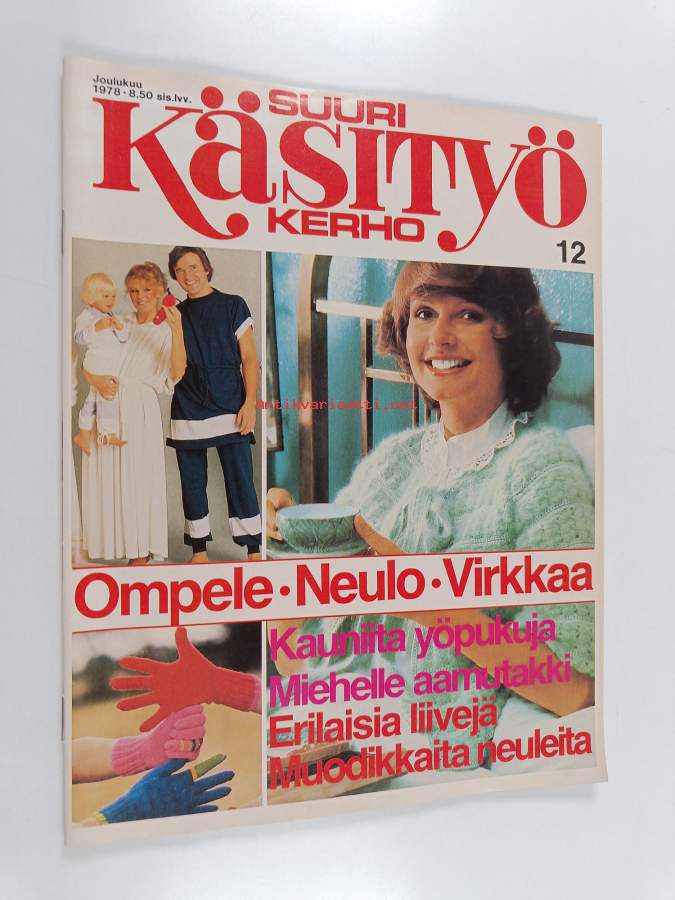 Joulukuu
1978 · 8.50 sis.lvv.
SUURI
KÄSITYÖ
KERHO
12
Antikvariaatti.net
Ompele · Neulo · Virkkaa
Kauniita yöpukuja
Miehelle aamutakki
Erilaisia liivejä
Muodikkaita neuleita